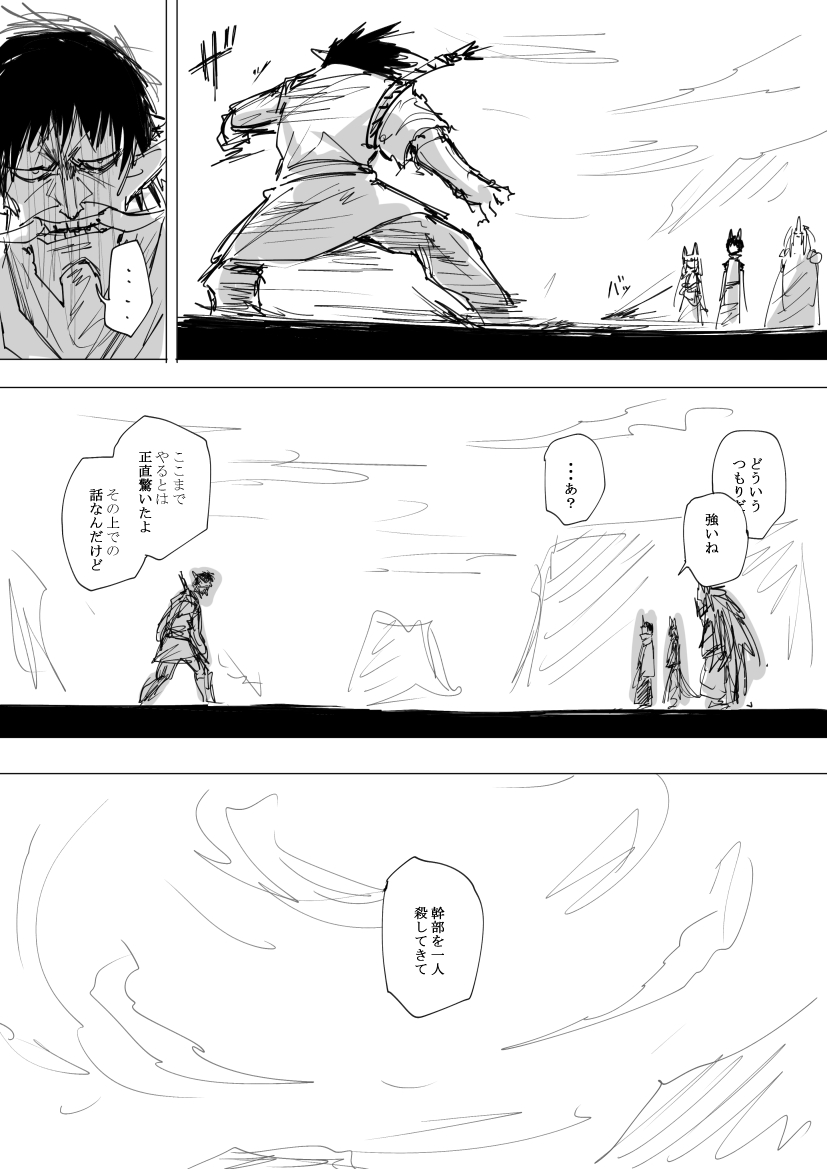 バッ
・・・・
どういう
つもりだ
強いね
・・・あ？
ここまで
やるとは
正直驚いたよ
その上での
話なんだけど
幹部を一人
殺してきて